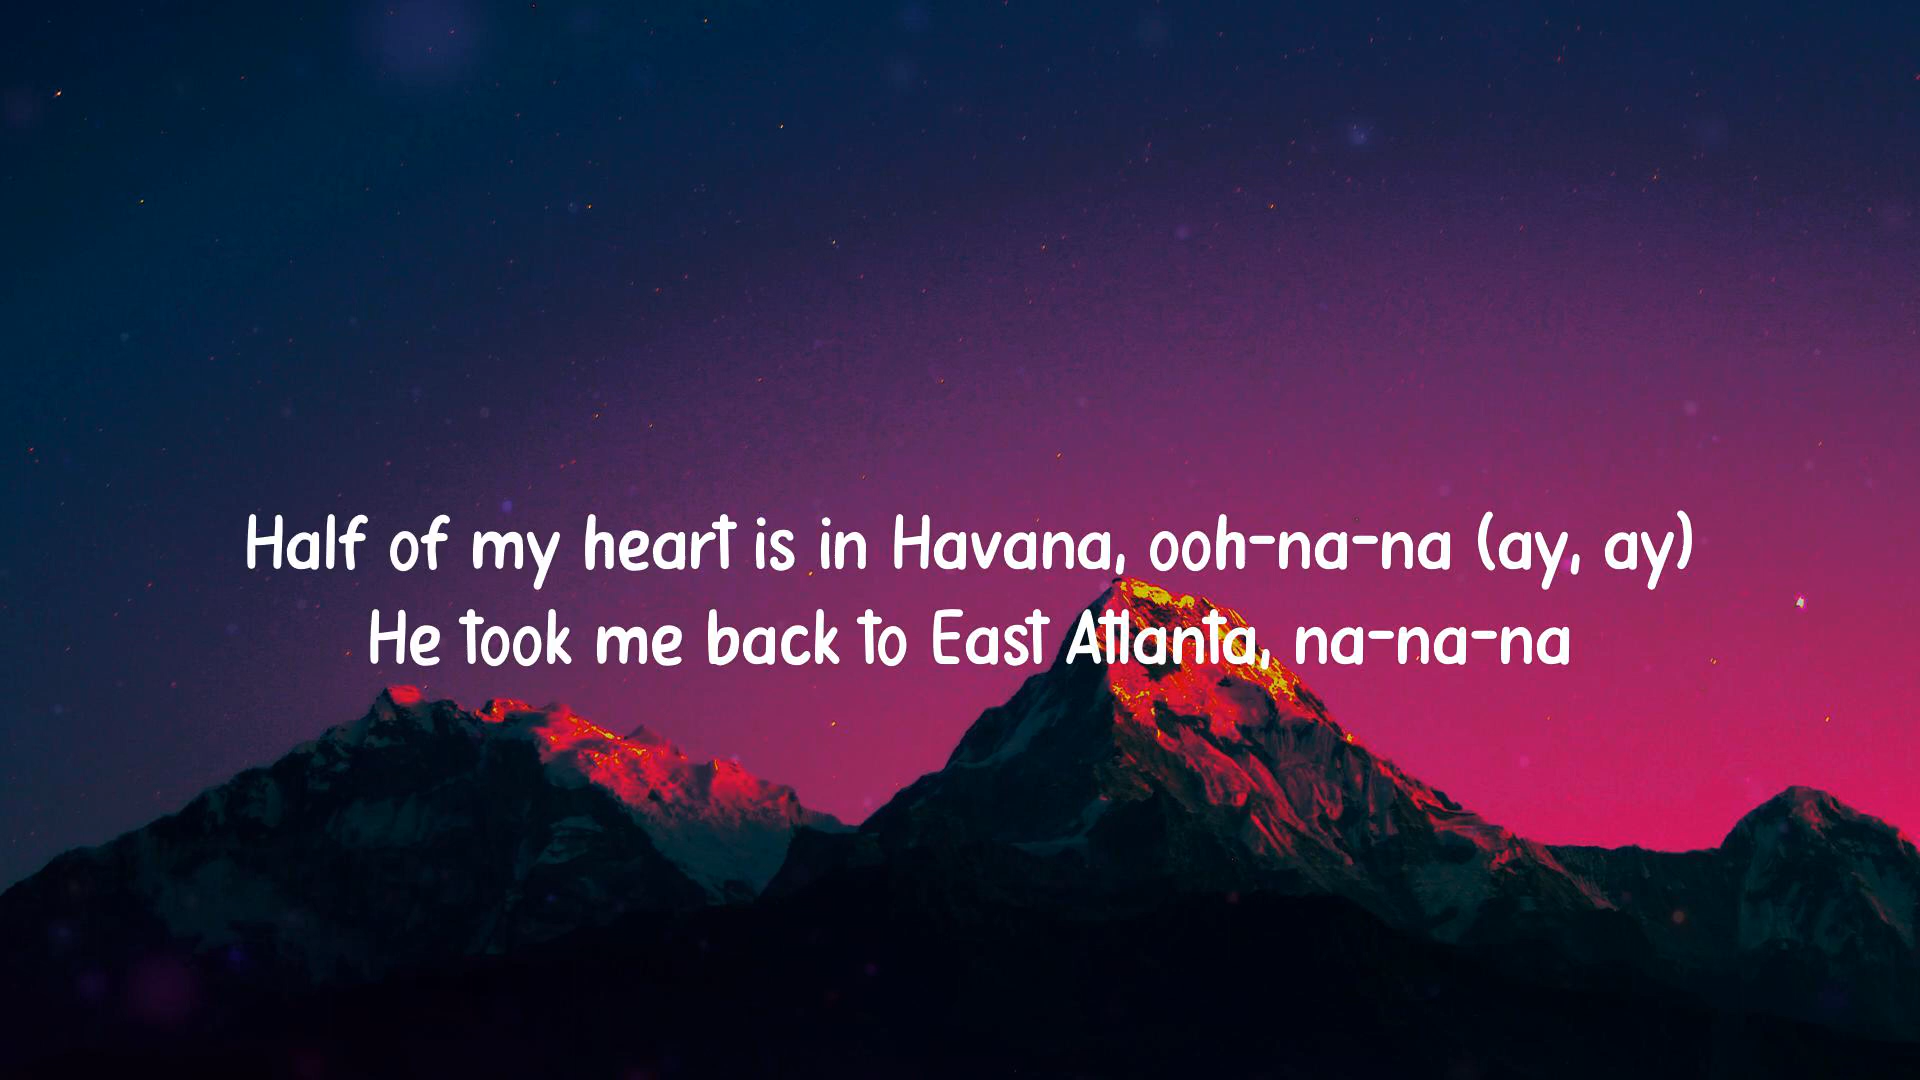 Half of my heart is in Havana, ooh-na-na (ay, ay)
He took me back to East Atlanta, na-na-na